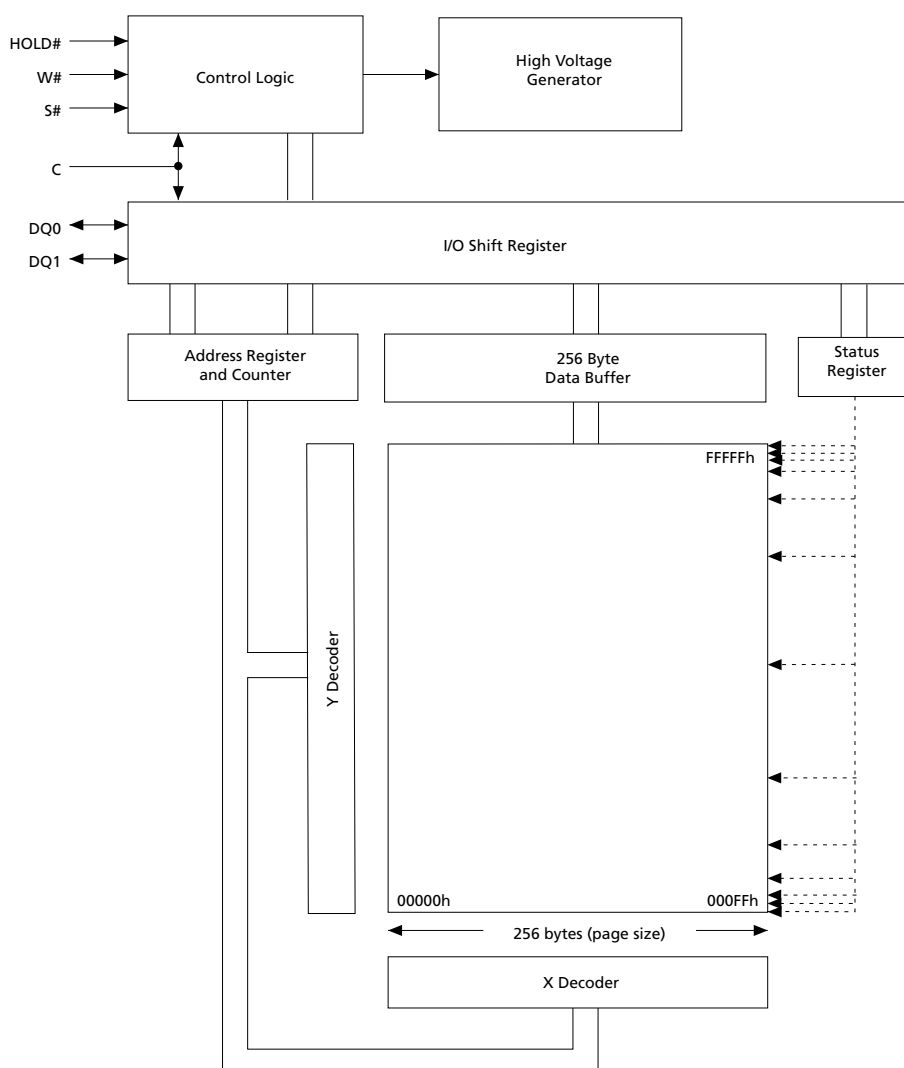 HOLD#
W#
S#
Control Logic
High Voltage
Generator
C
DQ0
DQ1
I/O Shift Register
Address Register
and Counter
256 Byte
Data Buffer
Status
Register
FFFFFh
Y Decoder
00000h
000FFh
256 bytes (page size)
X Decoder